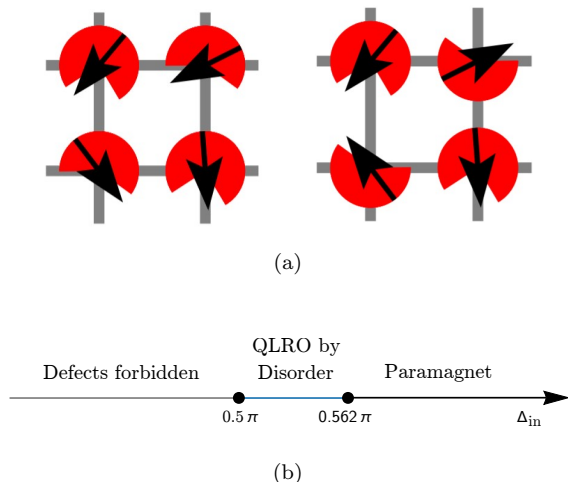 (a)
QLRO by
Defects forbidden Disorder Paramagnet
0.5 π 0.562 π Δin
(b)